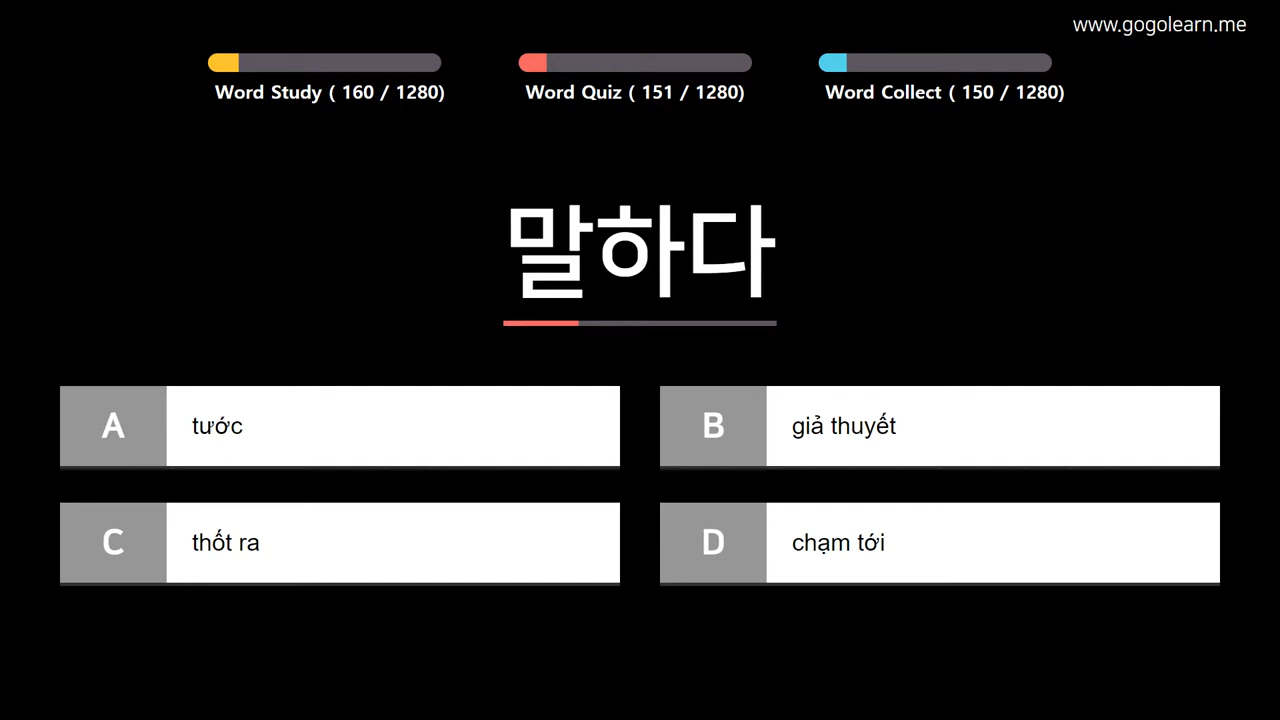 www.gogolearn.me
Word Study ( 160 / 1280)
Word Quiz ( 151 / 1280)
Word Collect ( 150 / 1280)
말하다
A
tước
B
giả thuyết
C
thốt ra
D
chạm tới